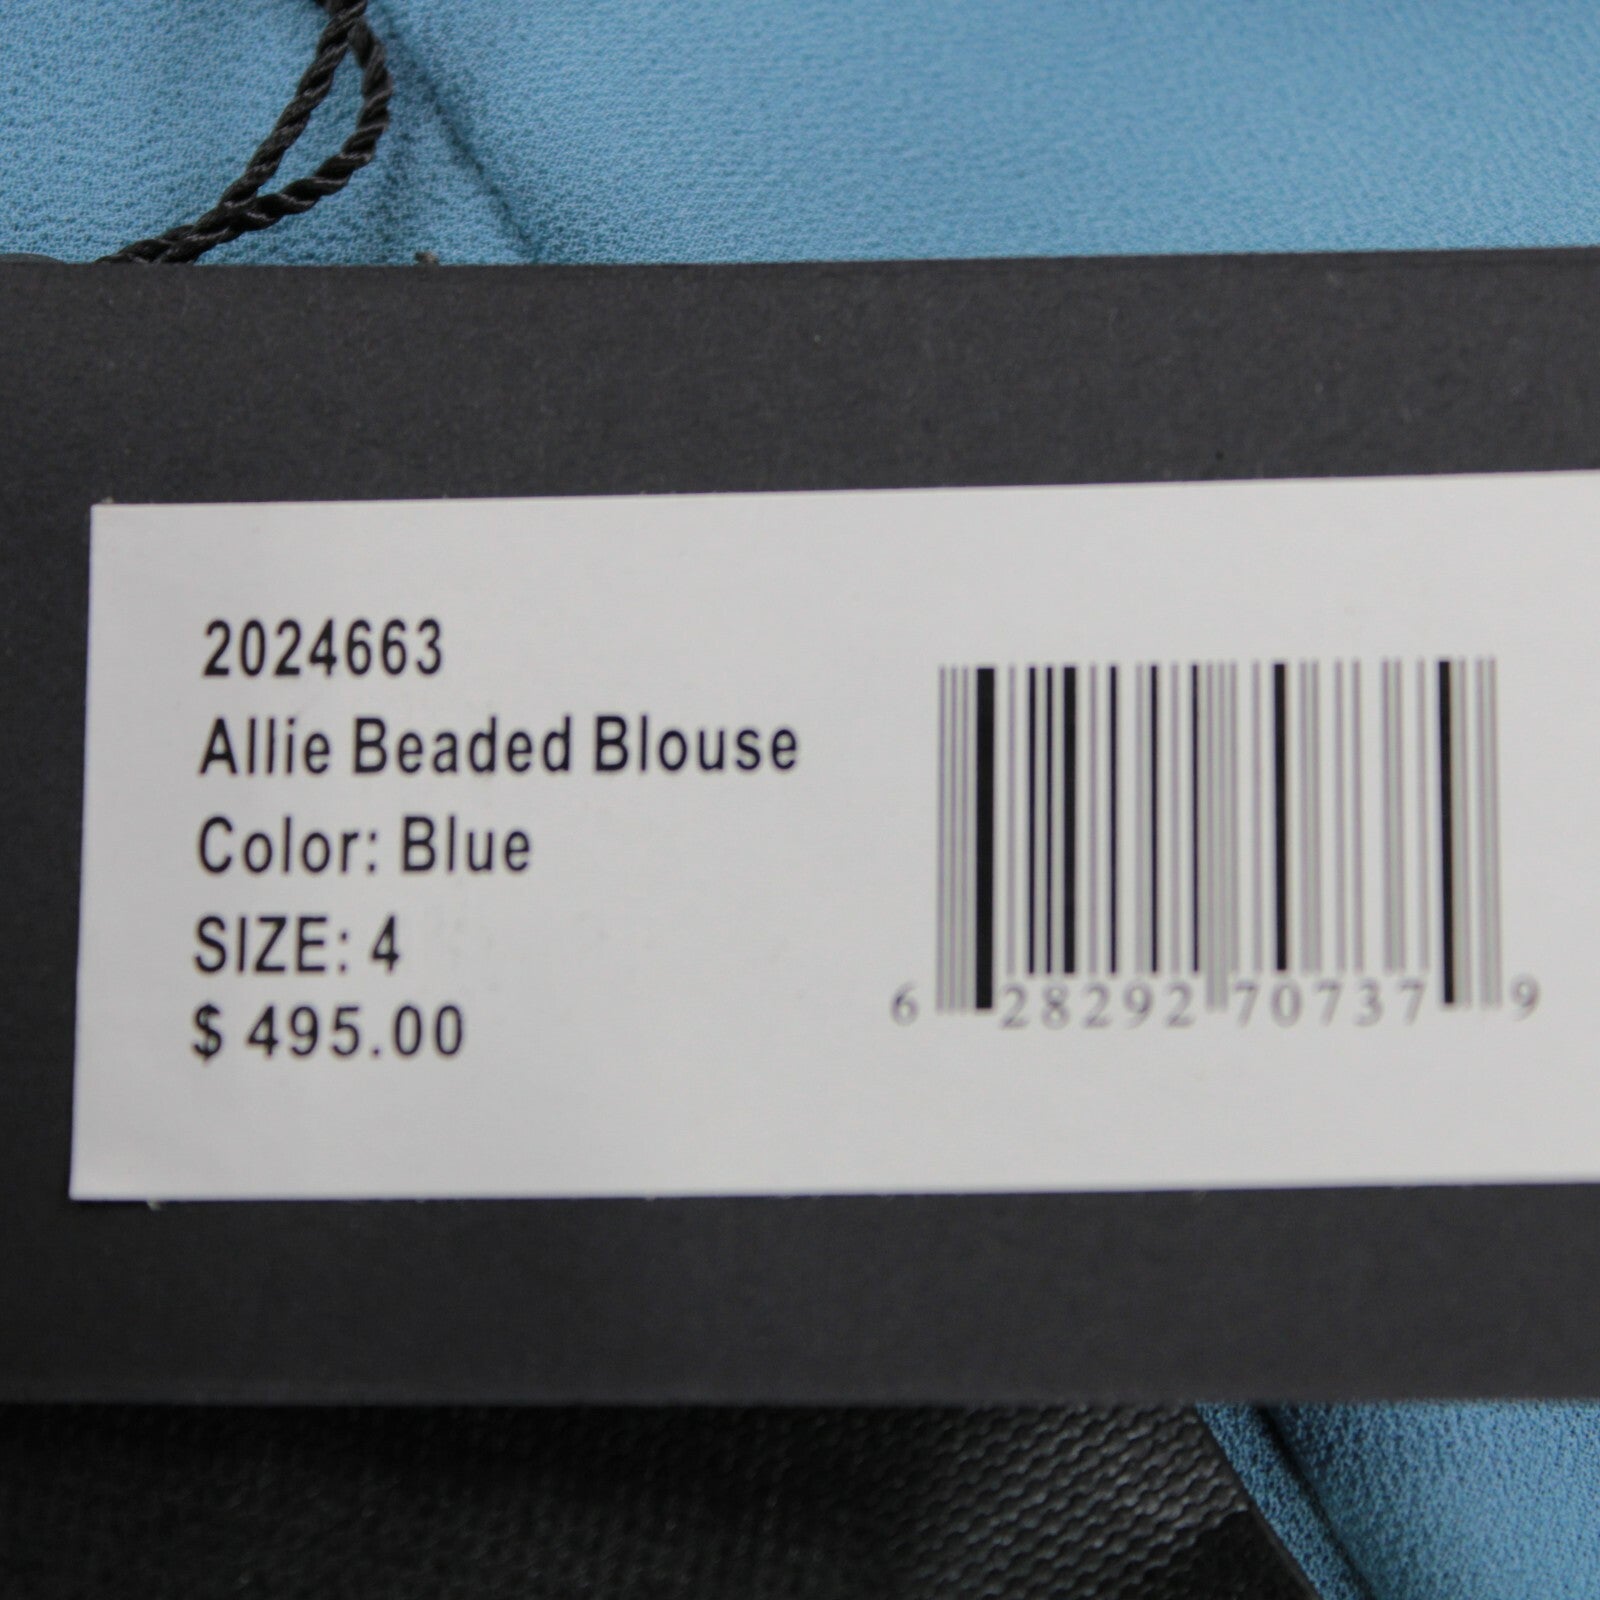 2024663
Allie Beaded Blouse
Color: Blue
SIZE: 4
$ 495.00
6 28292 70737 9